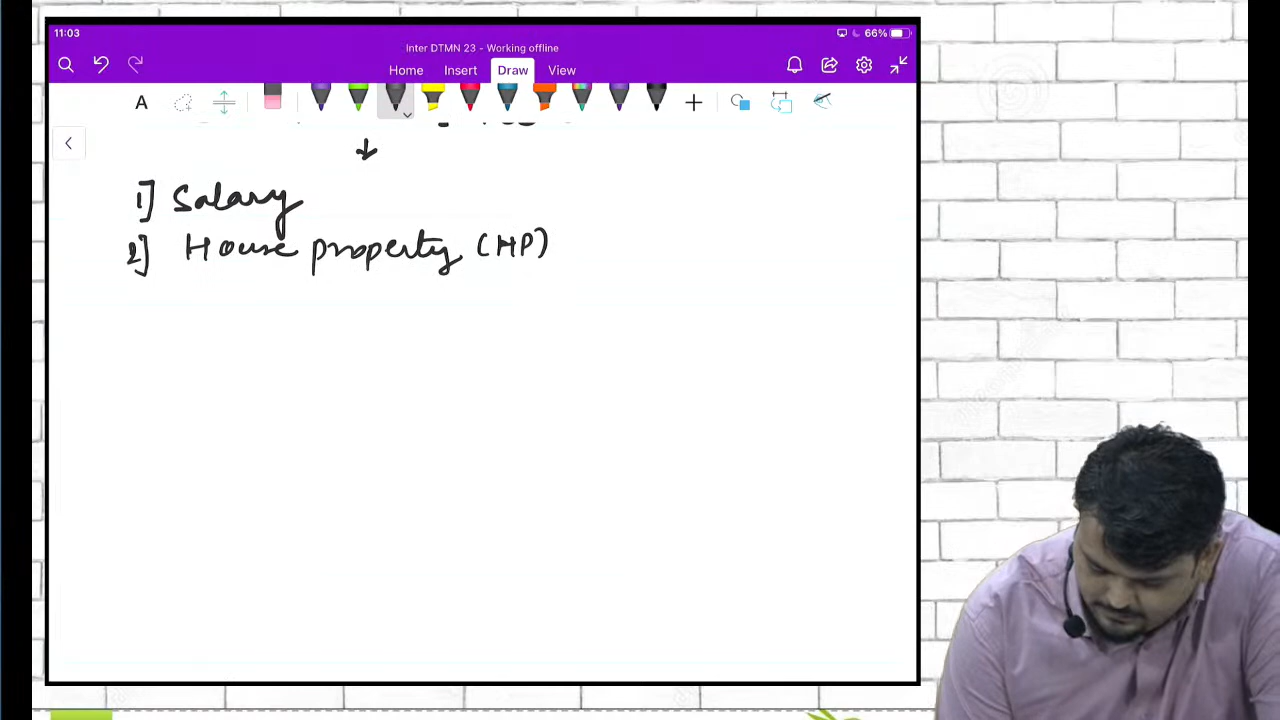 11:03
66%
Inter DTMN 23 - Working offline
Home Insert Draw View
A
1] Salary
2] House property (HP)